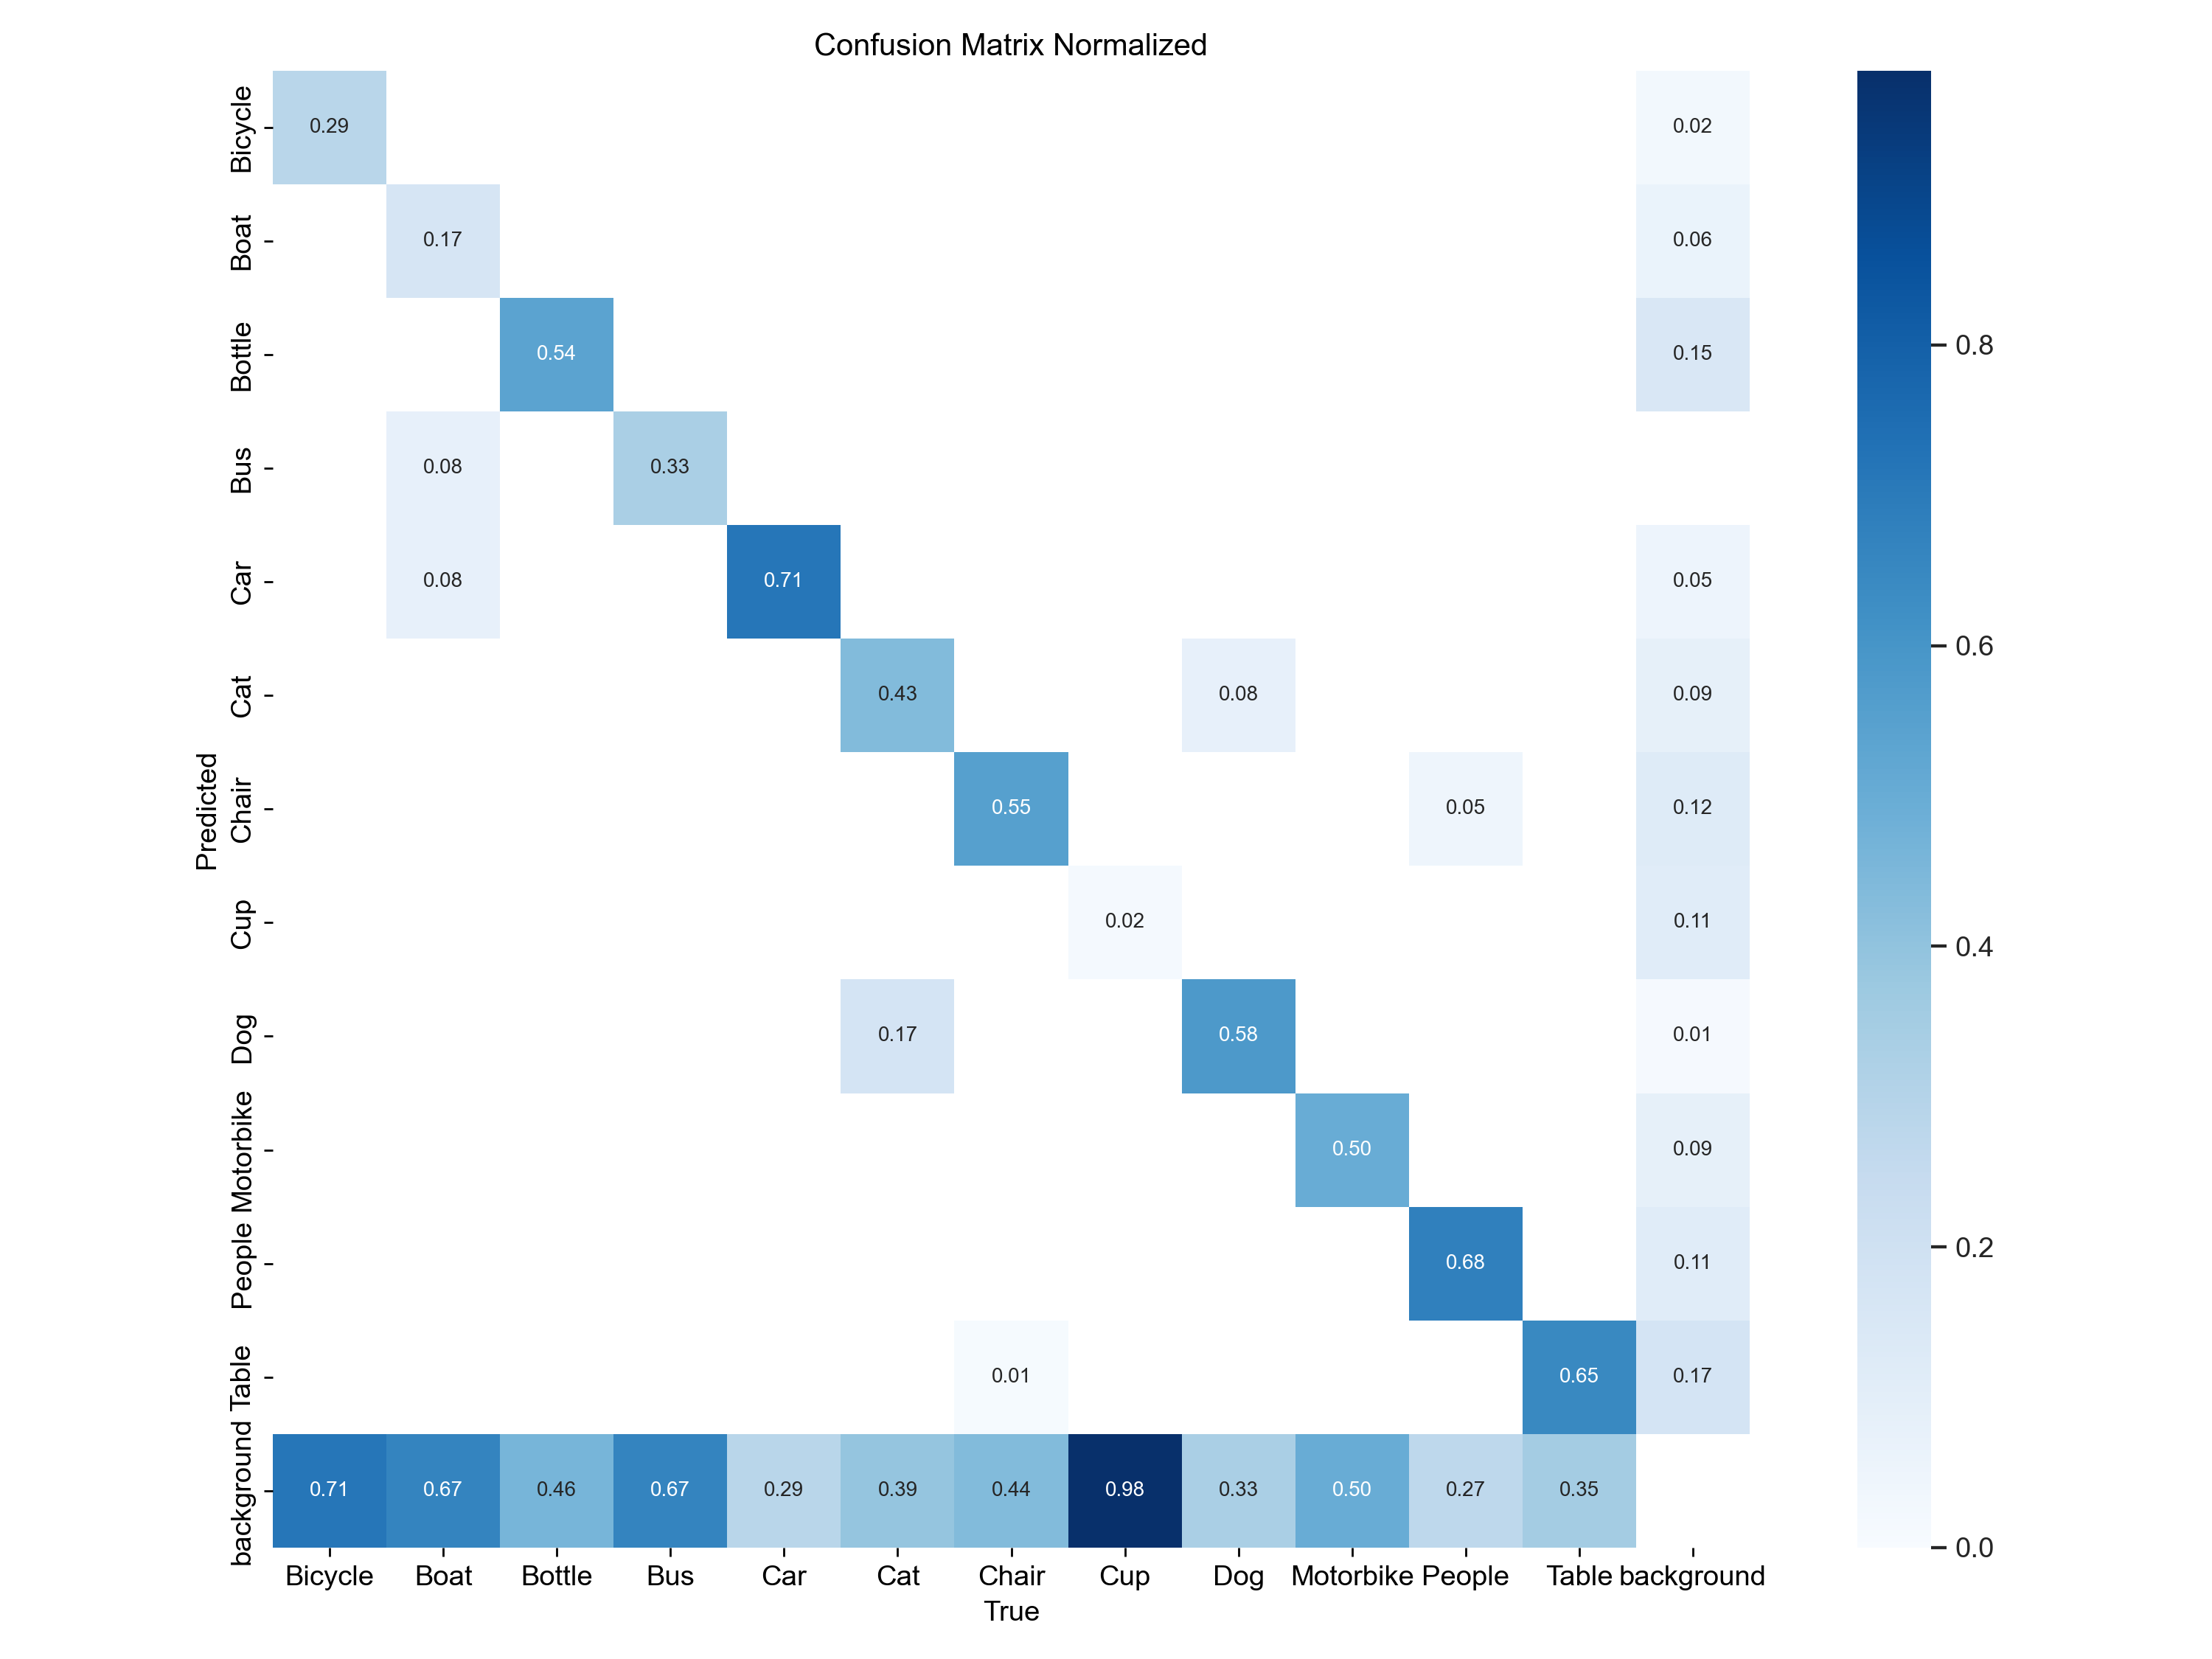 Confusion Matrix Normalized
Bicycle 0.29 0.02
Boat 0.17 0.06
Bottle 0.54 0.15 0.8
Bus 0.08 0.33
Car 0.08 0.71 0.05
0.6
Cat 0.43 0.08 0.09
Predicted
Chair 0.55 0.05 0.12
Cup 0.02 0.11 0.4
Dog 0.17 0.58 0.01
Motorbike 0.50 0.09
People 0.68 0.11 0.2
Table 0.01 0.65 0.17
background 0.71 0.67 0.46 0.67 0.29 0.39 0.44 0.98 0.33 0.50 0.27 0.35
0.0
Bicycle Boat Bottle Bus Car Cat Chair Cup Dog Motorbike People Table background
True